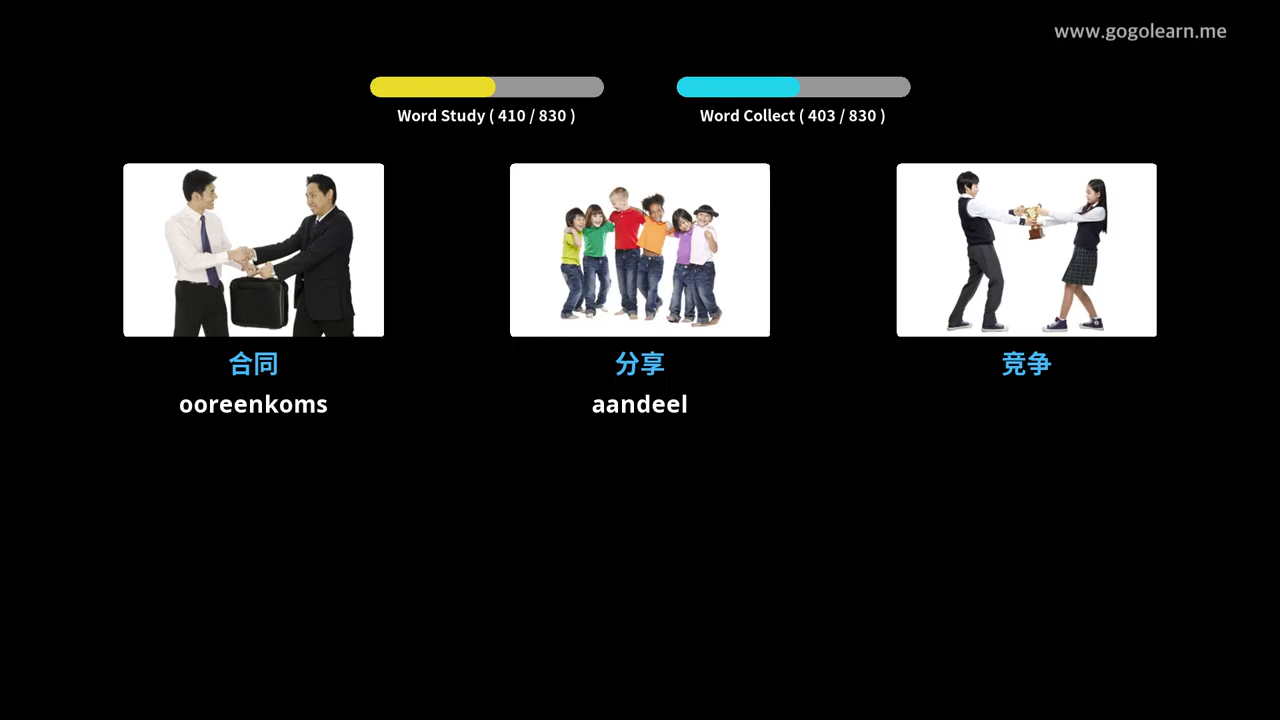 www.gogolearn.me
Word Study ( 410 / 830 )
Word Collect ( 403 / 830 )
合同
分享
竞争
ooreenkoms
aandeel